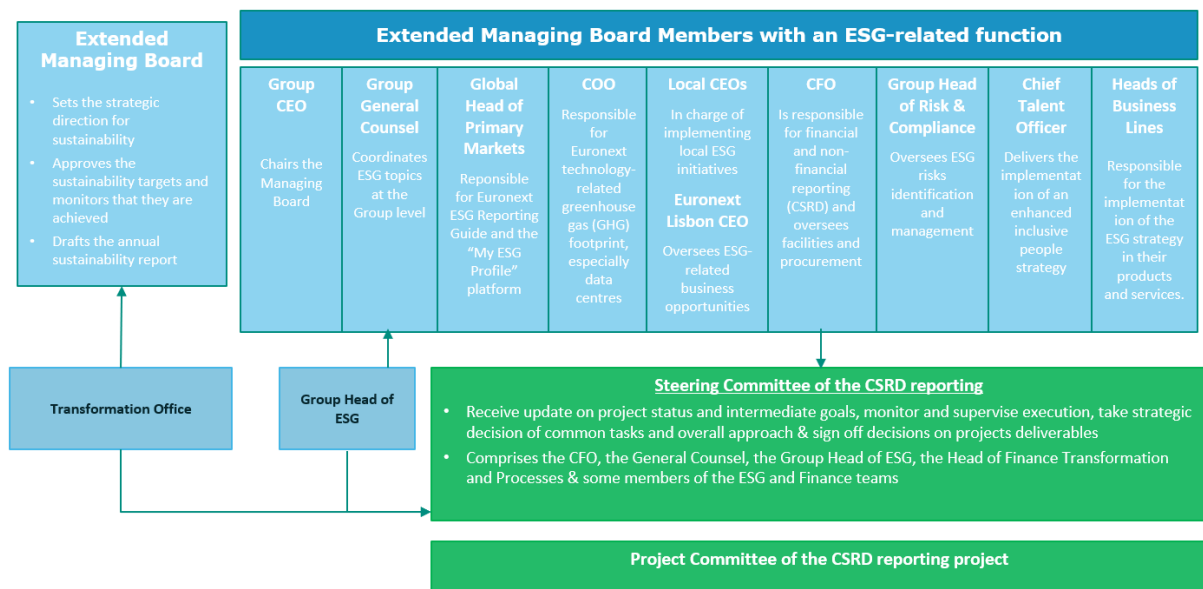 Extended
Managing Board
• Sets the strategic
direction for
sustainability
• Approves the
sustainability targets and
monitors that they are
achieved
• Drafts the annual
sustainability report
Extended Managing Board Members with an ESG-related function
Group
CEO
Chairs the
Managing
Board
Group
General
Counsel
Coordinates
ESG topics
at the
Group level
Global
Head of
Primary
Markets
Reponsible for
Euronext
ESG Reporting
Guide and the
“My ESG
Profile”
platform
COO
Responsible
for
Euronext
technology-
related
greenhouse
gas (GHG)
footprint,
especially
data
centres
Local CEOs
In charge of
implementing
local ESG
initiatives
Euronext
Lisbon CEO
Oversees ESG-
related
business
opportunities
CFO
Is responsible
for financial
and non-
financial
reporting
(CSRD) and
oversees
facilities and
procurement
Group Head
of Risk &
Compliance
Oversees ESG
risks
identification
and
management
Chief
Talent
Officer
Delivers the
implementat
ion of an
enhanced
inclusive
people
strategy
Heads of
Business
Lines
Responsible
for the
implementat
ion of the
ESG strategy
in their
products
and services.
Transformation Office
Group Head of
ESG
Steering Committee of the CSRD reporting
• Receive update on project status and intermediate goals, monitor and supervise execution, take strategic
decision of common tasks and overall approach & sign off decisions on projects deliverables
• Comprises the CFO, the General Counsel, the Group Head of ESG, the Head of Finance Transformation
and Processes & some members of the ESG and Finance teams
Project Committee of the CSRD reporting project